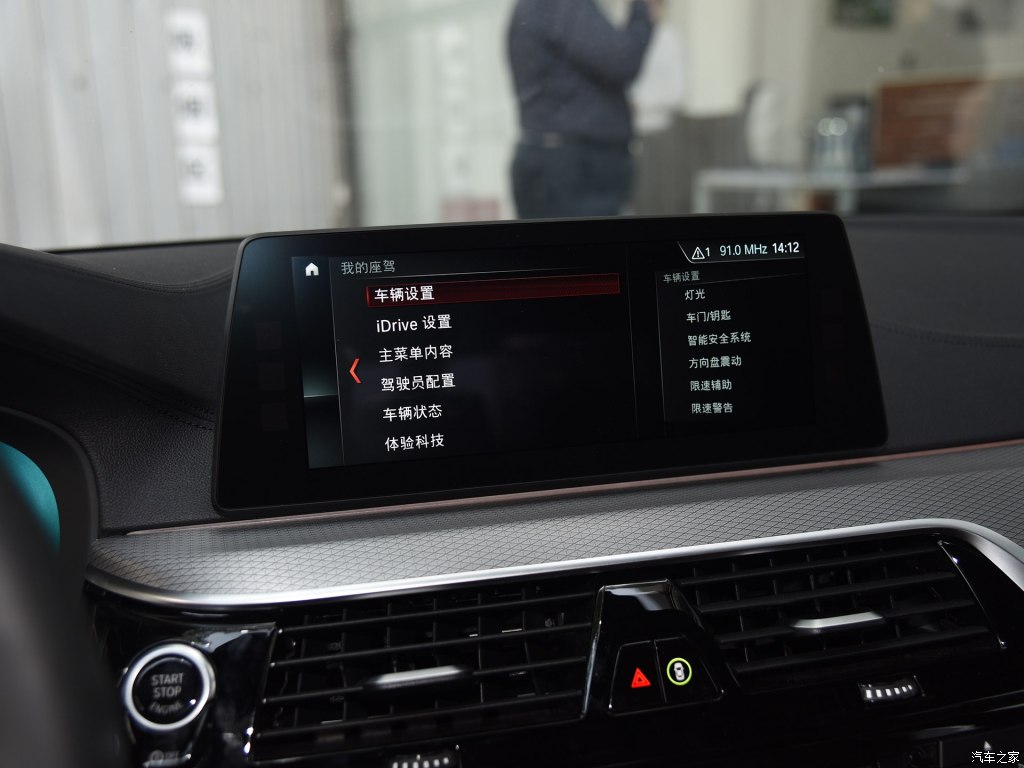 1 91.0 MHz 14:12
我的座驾
车辆设置
iDrive 设置
主菜单内容
驾驶员配置
车辆状态
体验科技
车辆设置
灯光
车门/钥匙
智能安全系统
方向盘震动
限速辅助
限速警告
START
STOP
ENGINE
汽车之家